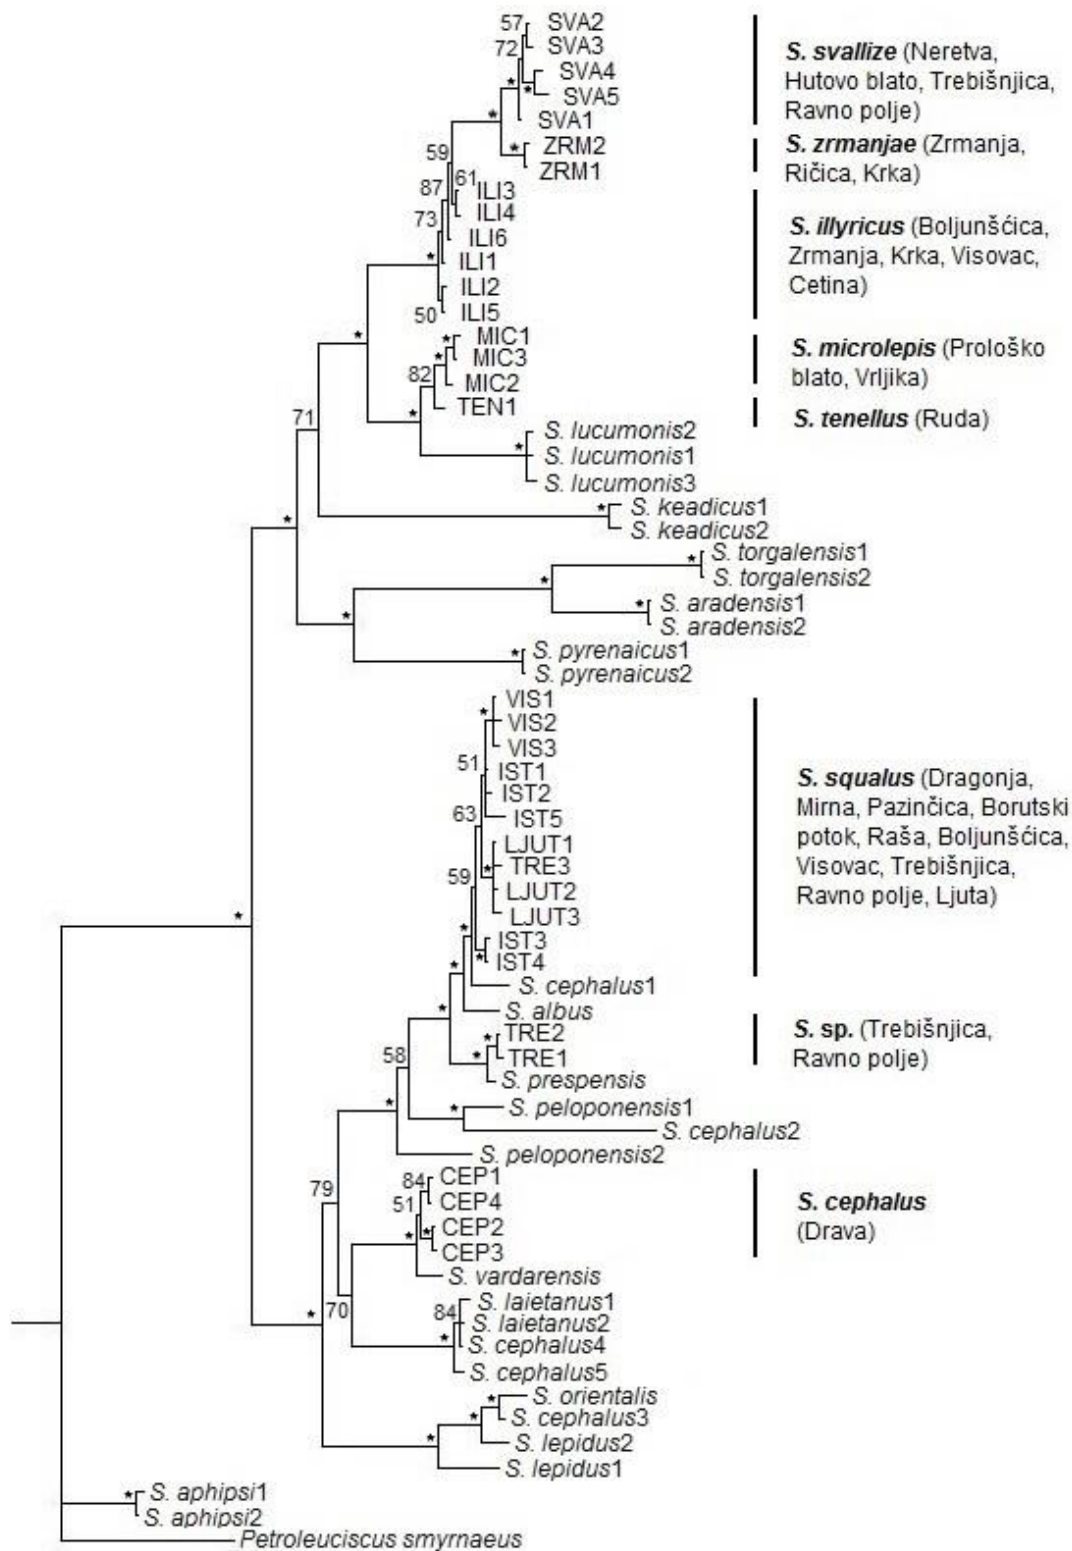 57
SVA2
72
SVA3
SVA4
SVA5
SVA1
S. svallize (Neretva,
Hutovo blato, Trebišnjica,
Ravno polje)
59
ZRM2
ZRM1
S. zrmanjae (Zrmanja,
Ričica, Krka)
87
61
ILI3
73
ILI4
ILI6
ILI1
ILI2
50
ILI5
S. illyricus (Boljunšćica,
Zrmanja, Krka, Visovac,
Cetina)
MIC1
MIC3
82
MIC2
S. microlepis (Prološko
blato, Vrljika)
TEN1
S. tenellus (Ruda)
71
S. lucumonis2
S. lucumonis1
S. lucumonis3
S. keadicus1
S. keadicus2
S. torgalensis1
S. torgalensis2
S. aradensis1
S. aradensis2
S. pyrenaicus1
S. pyrenaicus2
VIS1
VIS2
VIS3
51
IST1
IST2
63
IST5
LJUT1
TRE3
59
LJUT2
LJUT3
IST3
IST4
S. cephalus1
S. squalus (Dragonja,
Mirna, Pazinčica, Borutski
potok, Raša, Boljunšćica,
Visovac, Trebišnjica,
Ravno polje, Ljuta)
S. albus
TRE2
58
TRE1
S. sp. (Trebišnjica,
Ravno polje)
S. prespensis
S. peloponensis1
S. cephalus2
S. peloponensis2
79
84
CEP1
51
CEP4
CEP2
CEP3
S. cephalus
(Drava)
S. vardarensis
70
84
S. laietanus1
S. laietanus2
S. cephalus4
S. cephalus5
S. orientalis
S. cephalus3
S. lepidus2
S. lepidus1
S. aphipsi1
S. aphipsi2
Petroleuciscus smyrnaeus